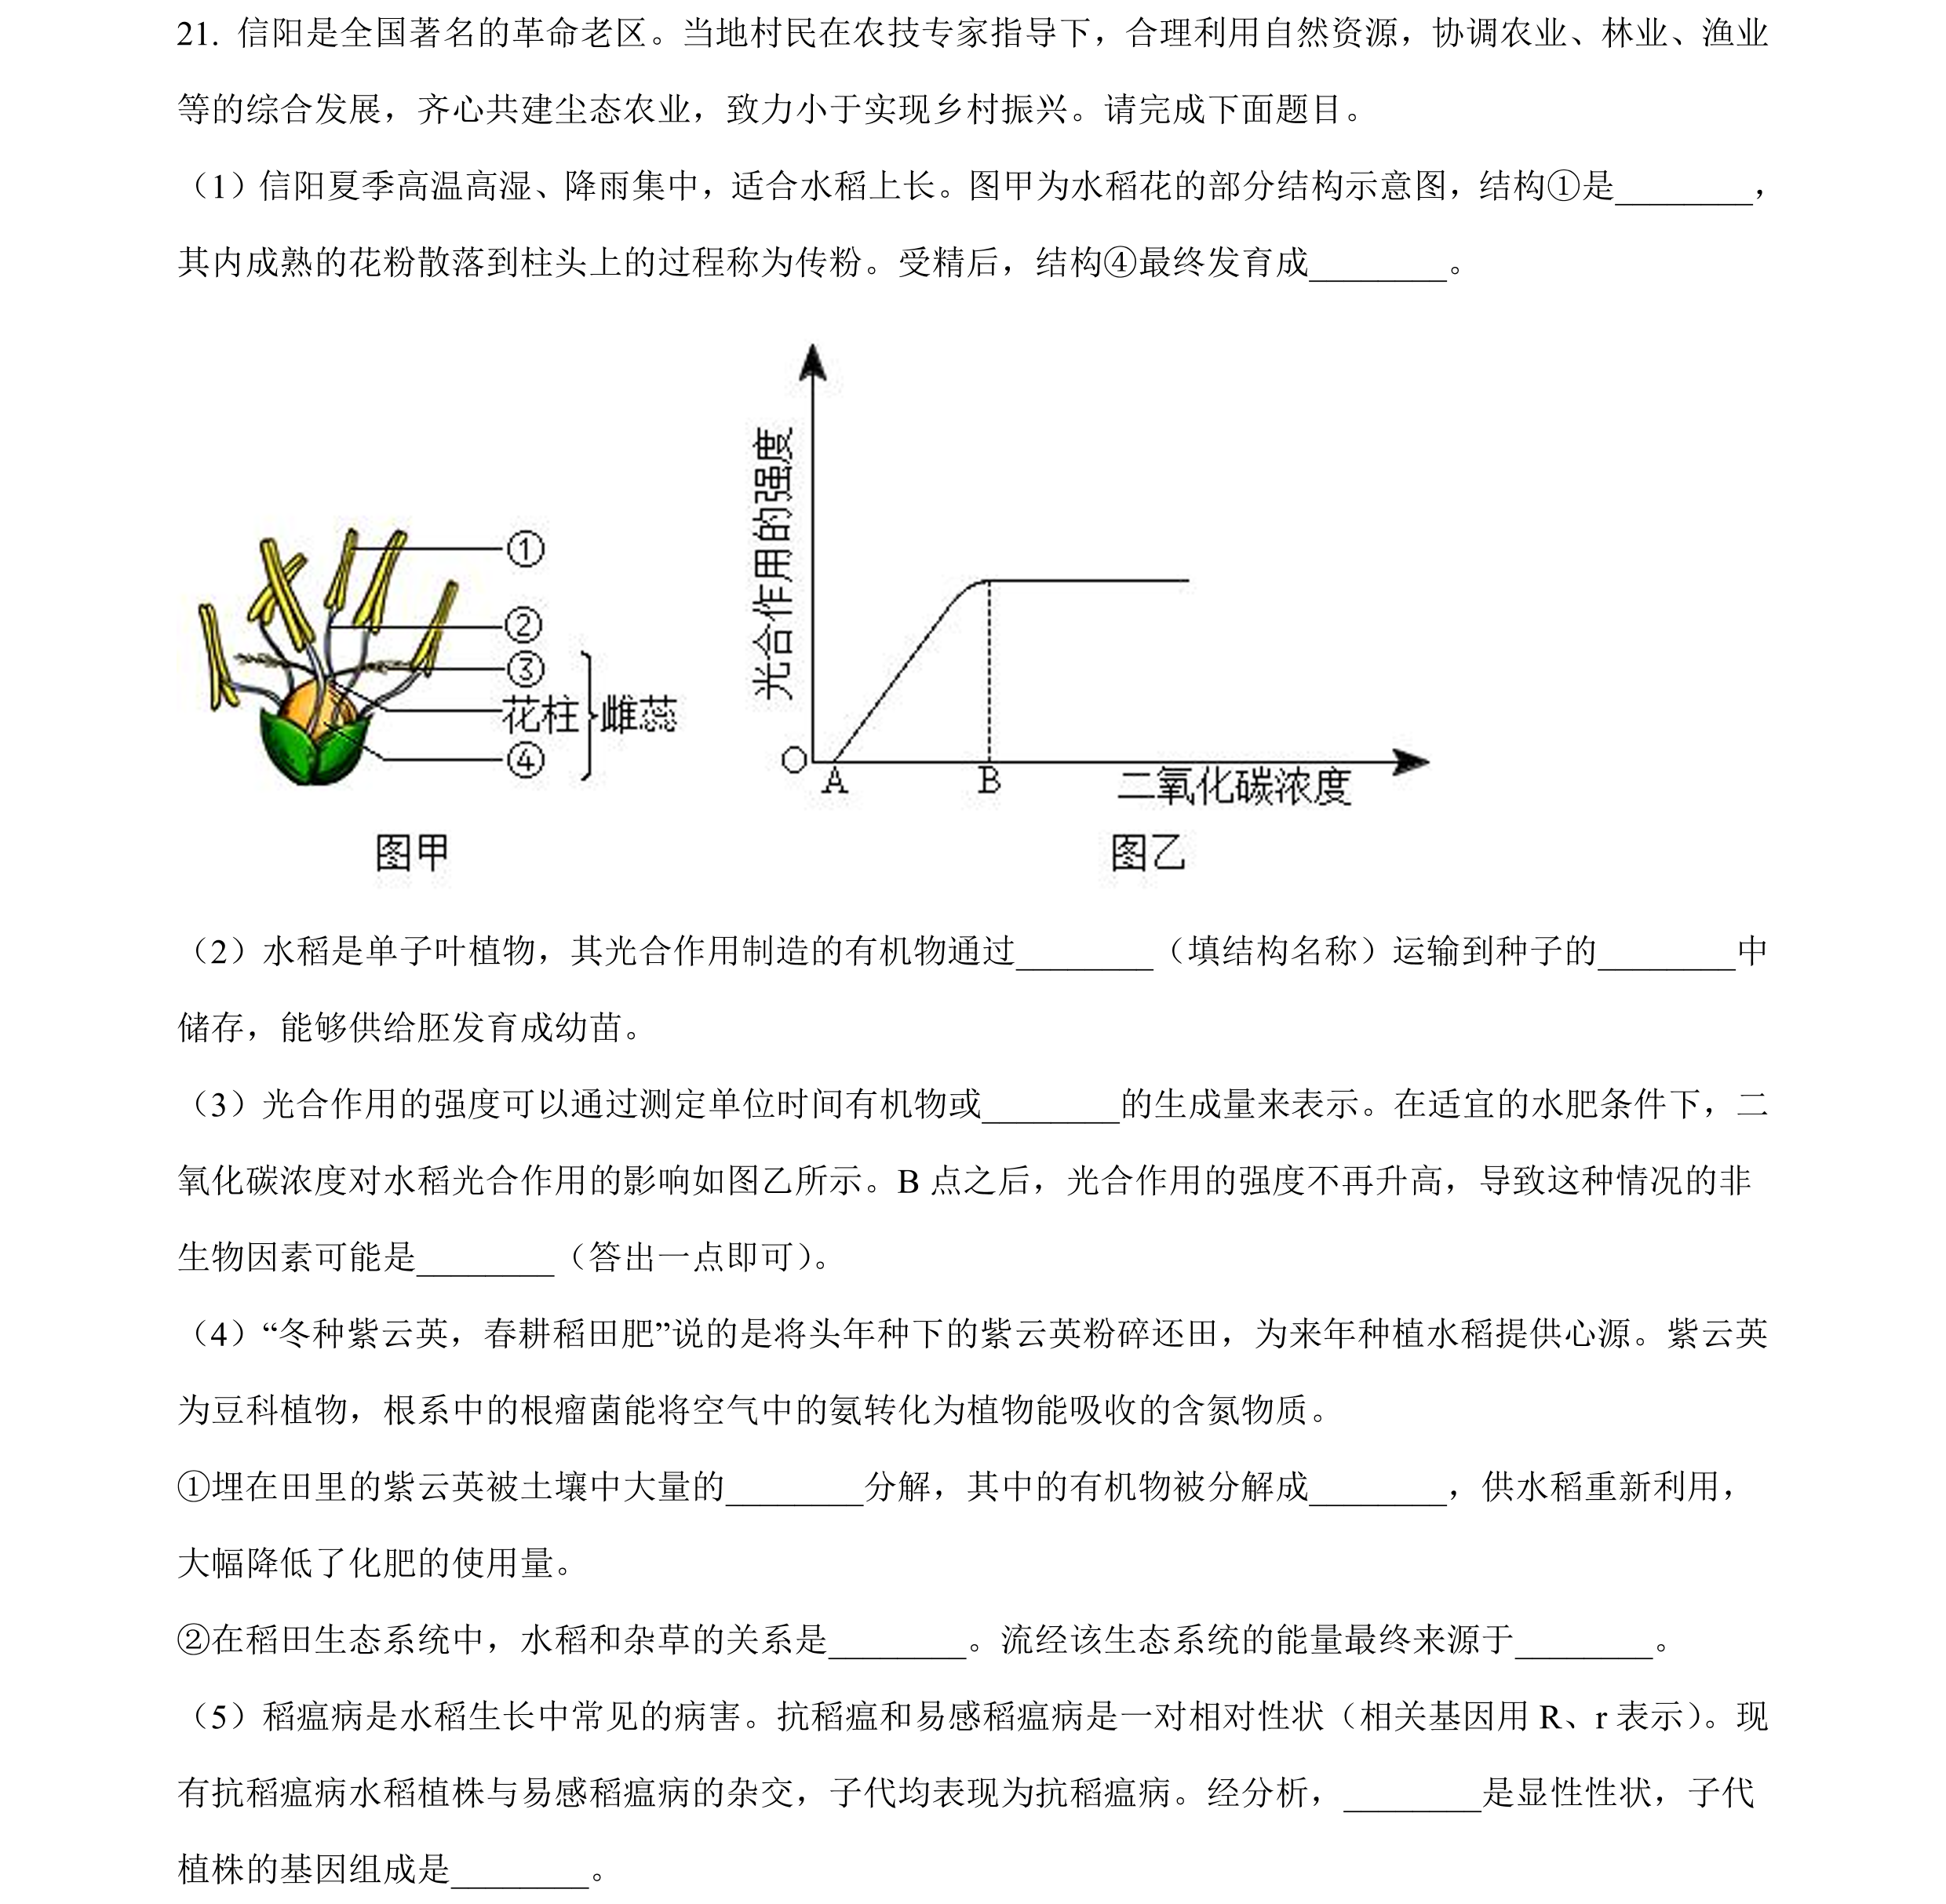 21. 信阳是全国著名的革命老区。当地村民在农技专家指导下，合理利用自然资源，协调农业、林业、渔业
等的综合发展，齐心共建尘态农业，致力小于实现乡村振兴。请完成下面题目。
（1）信阳夏季高温高湿、降雨集中，适合水稻上长。图甲为水稻花的部分结构示意图，结构①是________，
其内成熟的花粉散落到柱头上的过程称为传粉。受精后，结构④最终发育成________。
①
②
③
花柱
雌蕊
④
图甲
光合作用的强度
O
A
B
二氧化碳浓度
图乙
（2）水稻是单子叶植物，其光合作用制造的有机物通过________（填结构名称）运输到种子的________中
储存，能够供给胚发育成幼苗。
（3）光合作用的强度可以通过测定单位时间有机物或________的生成量来表示。在适宜的水肥条件下，二
氧化碳浓度对水稻光合作用的影响如图乙所示。B 点之后，光合作用的强度不再升高，导致这种情况的非
生物因素可能是________（答出一点即可）。
（4）“冬种紫云英，春耕稻田肥”说的是将头年种下的紫云英粉碎还田，为来年种植水稻提供心源。紫云英
为豆科植物，根系中的根瘤菌能将空气中的氨转化为植物能吸收的含氮物质。
①埋在田里的紫云英被土壤中大量的________分解，其中的有机物被分解成________，供水稻重新利用，
大幅降低了化肥的使用量。
②在稻田生态系统中，水稻和杂草的关系是________。流经该生态系统的能量最终来源于________。
（5）稻瘟病是水稻生长中常见的病害。抗稻瘟和易感稻瘟病是一对相对性状（相关基因用 R、r 表示）。现
有抗稻瘟病水稻植株与易感稻瘟病的杂交，子代均表现为抗稻瘟病。经分析，________是显性性状，子代
植株的基因组成是________。